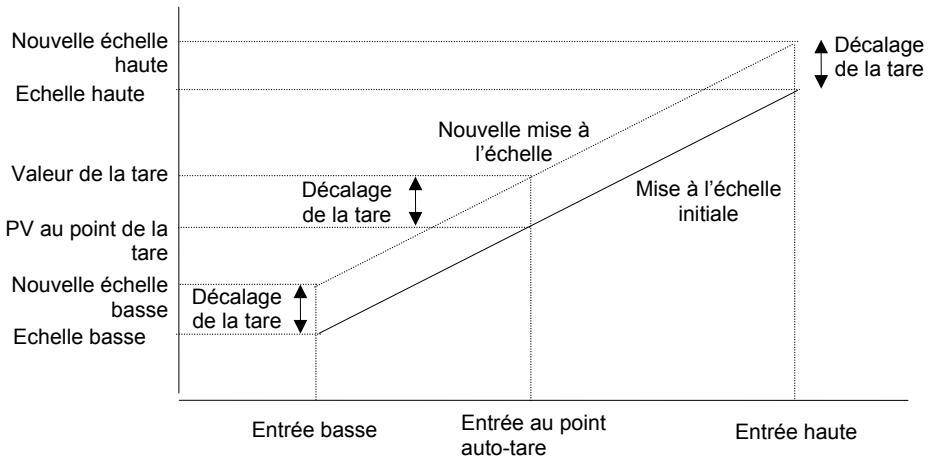 Nouvelle échelle
haute
Echelle haute
Valeur de la tare
PV au point de la
tare
Nouvelle échelle
basse
Echelle basse
Décalage
de la tare
Décalage
de la tare
Nouvelle mise à
l’échelle
Mise à l’échelle
initiale
Décalage
de la tare
Entrée basse
Entrée au point
auto-tare
Entrée haute